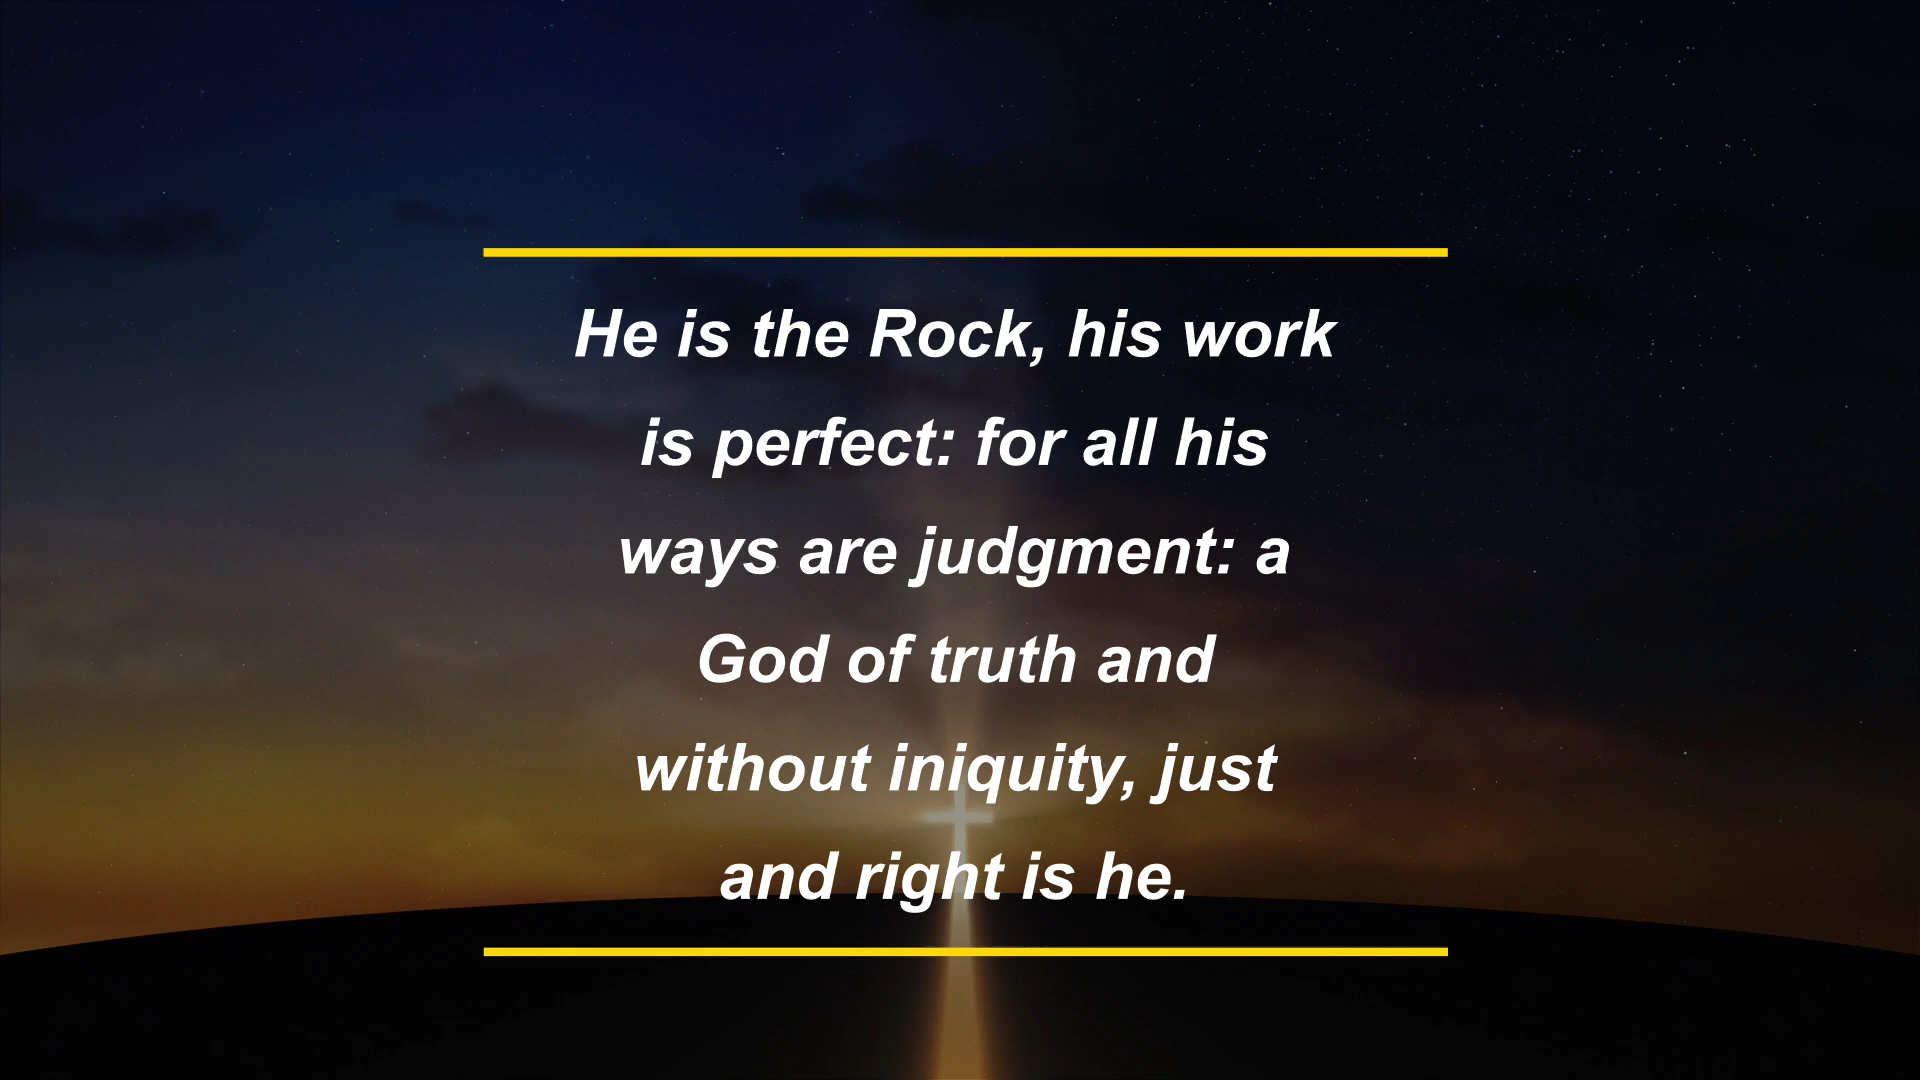 He is the Rock, his work
is perfect: for all his
ways are judgment: a
God of truth and
without iniquity, just
and right is he.